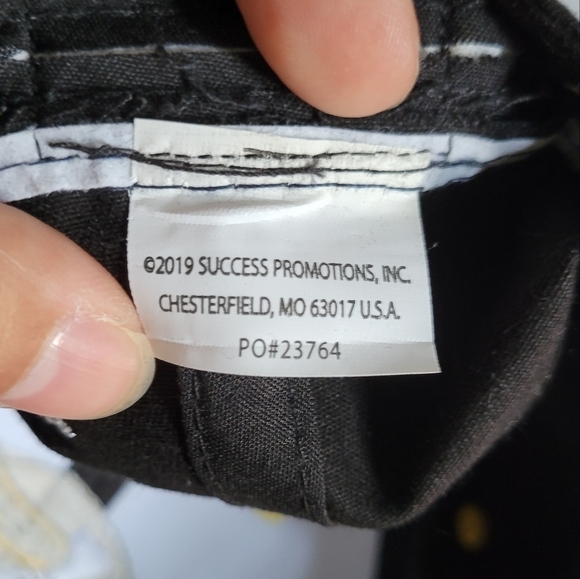 ©2019 SUCCESS PROMOTIONS, INC.
CHESTERFIELD, MO 63017 U.S.A.
PO#23764